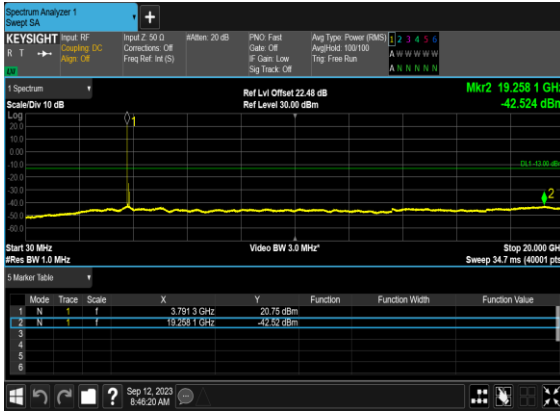 Spectrum Analyzer 1
Swept SA
+
KEYSIGHT Input: RF Input Z: 50 Ω #Atten: 20 dB PNO: Fast Avg Type: Power (RMS) 1 2 3 4 5 6
R T Coupling: DC Corrections: Off Gate: Off Avg|Hold: 100/100 A W W W W W
Align: Off Freq Ref: Int (S) IF Gain: Low Trig: Free Run
Sig Track: Off A N N N N N
1 Spectrum Ref Lvl Offset 22.48 dB Mkr2 19.258 1 GHz
Scale/Div 10 dB Ref Level 30.00 dBm -42.524 dBm
Log
1
20.0
10.0
0.00
-10.0 DL1 -13.00 dBm
-20.0
-30.0
-40.0 2
-50.0
-60.0
Start 30 MHz Video BW 3.0 MHz* Stop 20.000 GHz
#Res BW 1.0 MHz Sweep 34.7 ms (40001 pts)
5 Marker Table
Mode Trace Scale X Y Function Function Width Function Value
1 N 1 f 3.791 3 GHz 20.75 dBm
2 N 1 f 19.258 1 GHz -42.52 dBm
3
4
5
6
? Sep 12, 2023
8:46:20 AM